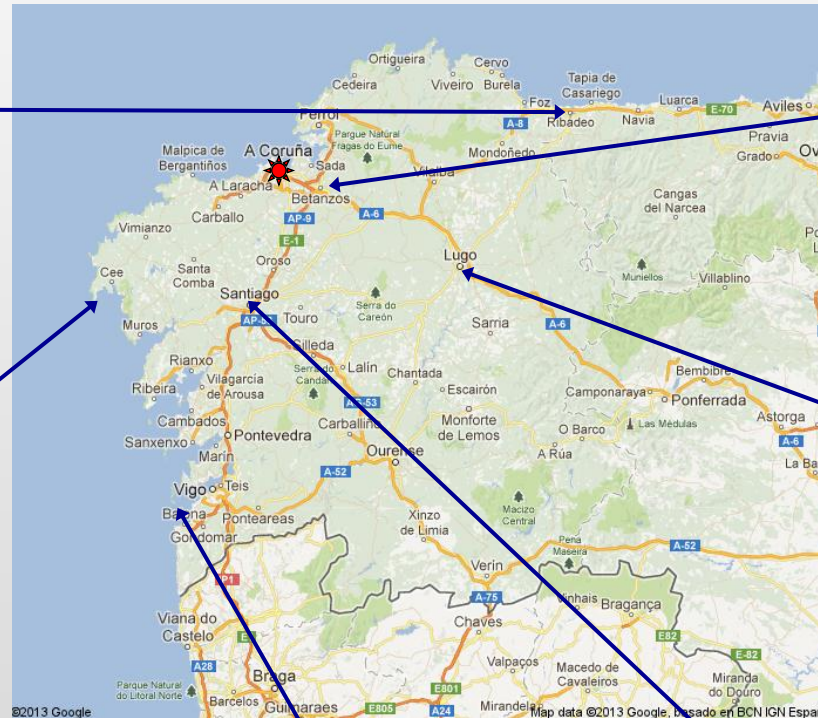 Ortigueira
Cervo
Cedeira
Viveiro
Burela
Tapia de
Casariego
Foz
Luarca
E-70
Aviles
Ferrol
A-8
Ribadeo
Navia
Parque Natural
Fragas do Eume
Pravia
Malpica de
Bergantiños
A Coruña
Sada
Mondoñedo
Grado
Ov
Vilalba
A Laracha
Betanzos
Cangas
del Narcea
Carballo
AP-9
A-6
Vimianzo
E-1
Lugo
Cee
Santa
Comba
Oroso
Muniellos
Villablino
Santiago
Serra do
Careón
Muros
Touro
Sarria
A-6
Rianxo
Silleda
Lalín
Chantada
Bembibre
Ribeira
Vilagarcia
de Arousa
Escairón
Camponaraya
Ponferrada
Cambados
Carballiño
Monforte
de Lemos
O Barco
Las Médulas
Astorga
Sanxenxo
Pontevedra
A-6
Marín
Ourense
A Rúa
La Ba
A-52
Vigo
Teis
Macizo
Central
Baiona
Ponteareas
Xinzo
de Limia
Gondomar
Pena
Maseira
A-52
Verín
A-75
Vinhais
Bragança
Viana do
Castelo
Chaves
E82
E-82
A28
Valpaços
Macedo de
Cavaleiros
Miranda
do Douro
Parque Natural
do Litoral Norte
Braga
E801
Barcelos
Guimaraes
E805
A24
Mirandela
©2013 Google
Map data ©2013 Google, basado en BCN IGN Espa